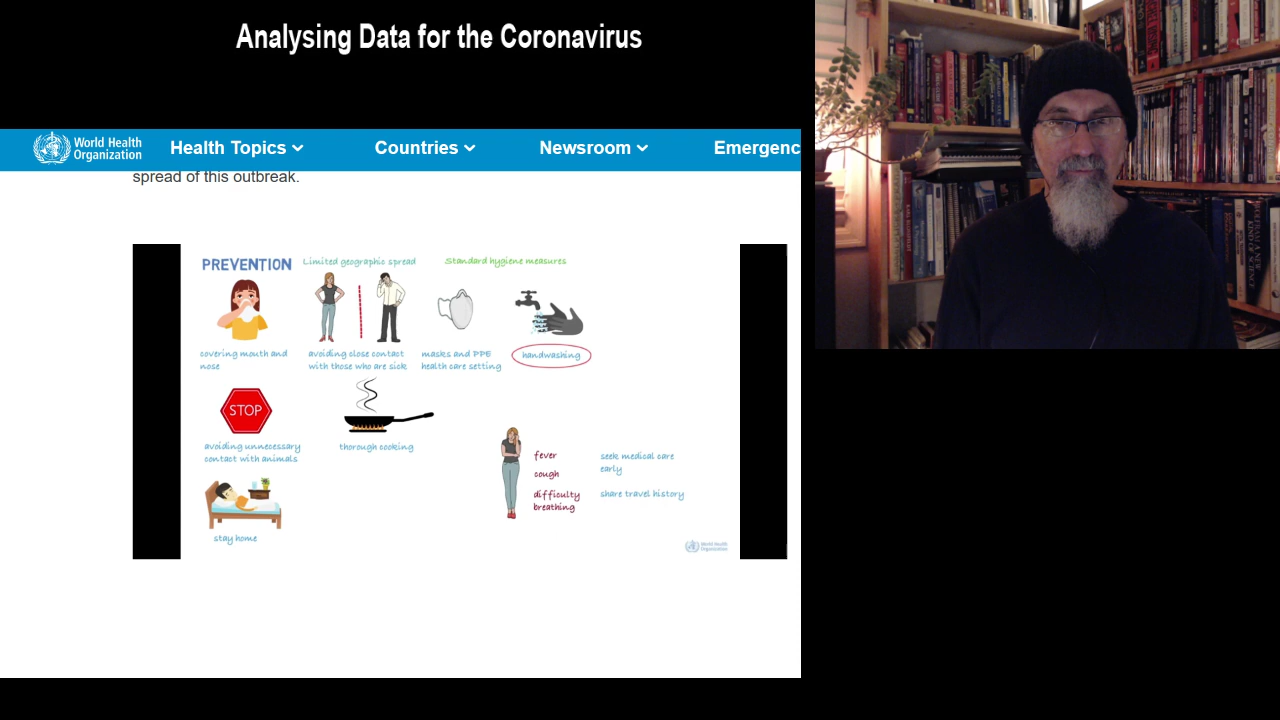 Analysing Data for the Coronavirus
World Health
Organization
Health Topics
Countries
Newsroom
Emergenc
spread of this outbreak.
PREVENTION
Limited geographic spread
Standard hygiene measures
covering mouth and
nose
avoiding close contact
with those who are sick
masks and PPE
health care setting
handwashing
STOP
avoiding unnecessary
contact with animals
thorough cooking
fever
cough
difficulty
breathing
seek medical care
early
share travel history
stay home
World Health
Organization